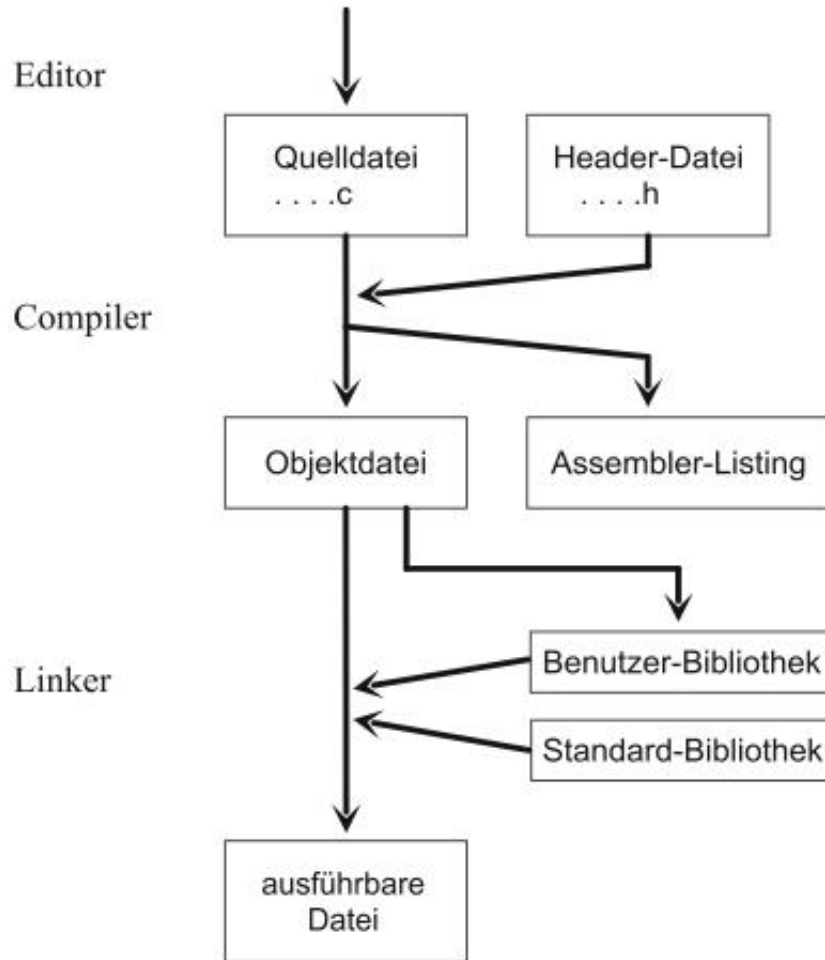 Editor
Quelldatei
. . . .c
Header-Datei
. . . .h
Compiler
Objektdatei
Assembler-Listing
Linker
Benutzer-Bibliothek
Standard-Bibliothek
ausführbare
Datei